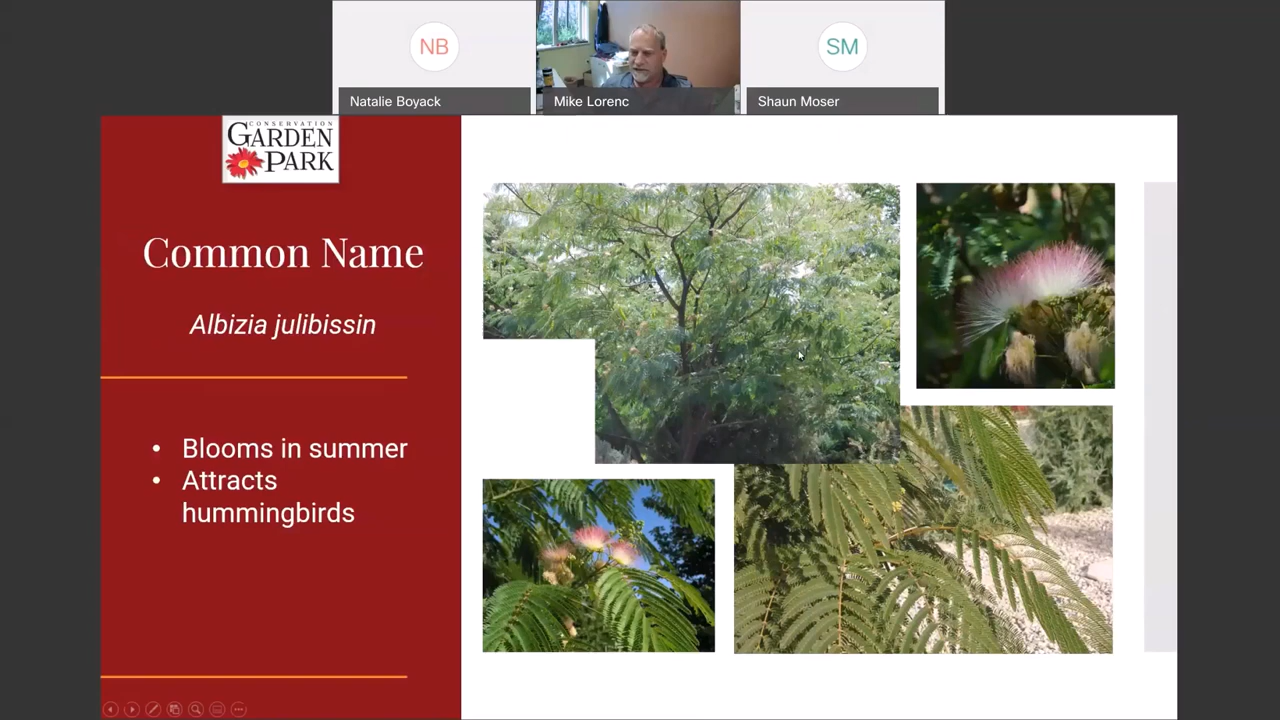 NB
SM
Natalie Boyack
Mike Lorenc
Shaun Moser
CONSERVATION
GARDEN
PARK
Common Name
Albizia julibissin
• Blooms in summer
• Attracts
hummingbirds